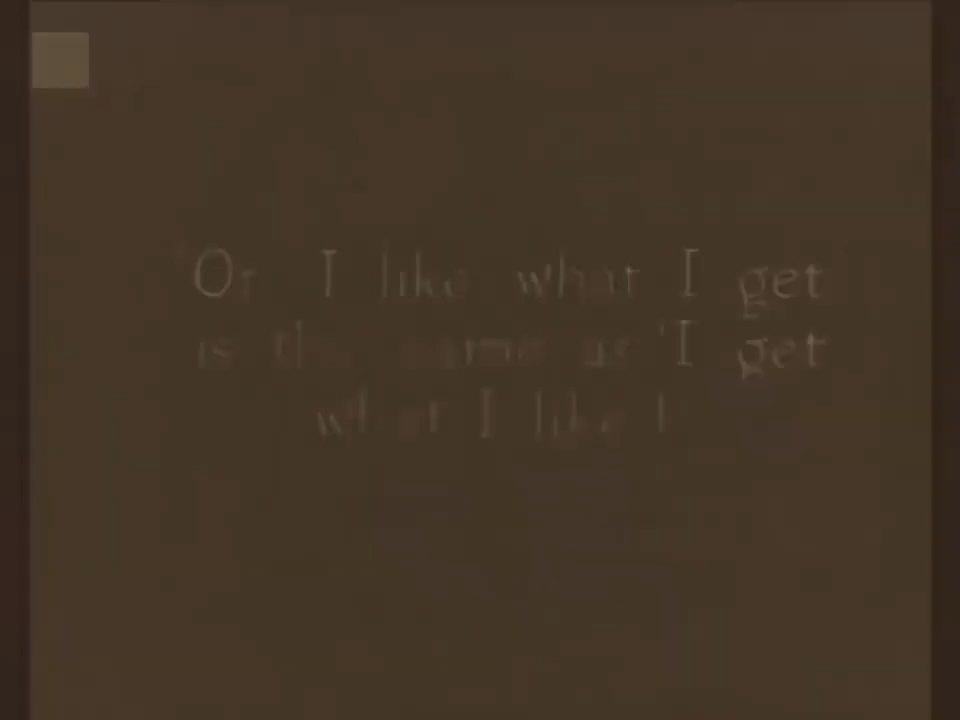 "Or I like what I get
is the same as 'I get
what I like!